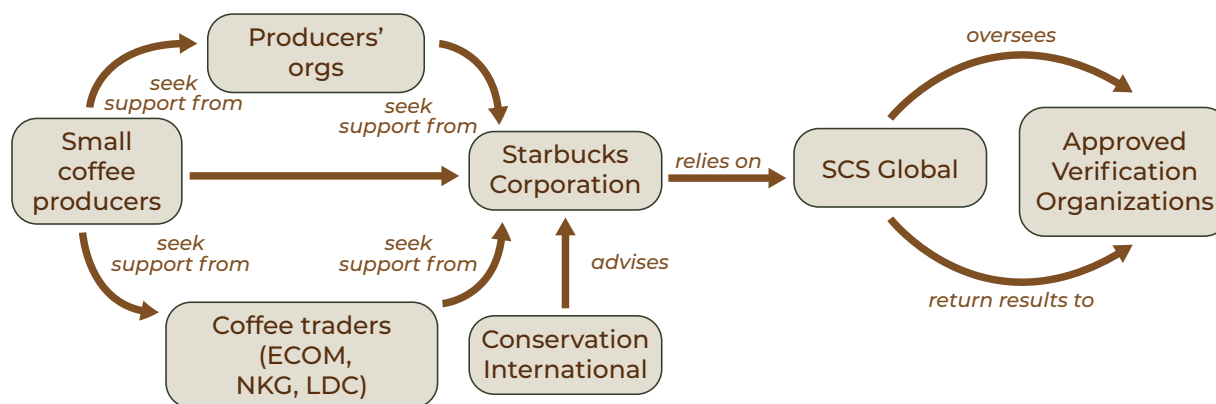 Producers’
orgs
oversees
seek
support from
seek
support from
Small
coffee
producers
Starbucks
Corporation
relies on
SCS Global
Approved
Verification
Organizations
seek
support from
seek
support from
advises
return results to
Coffee traders
(ECOM,
NKG, LDC)
Conservation
International